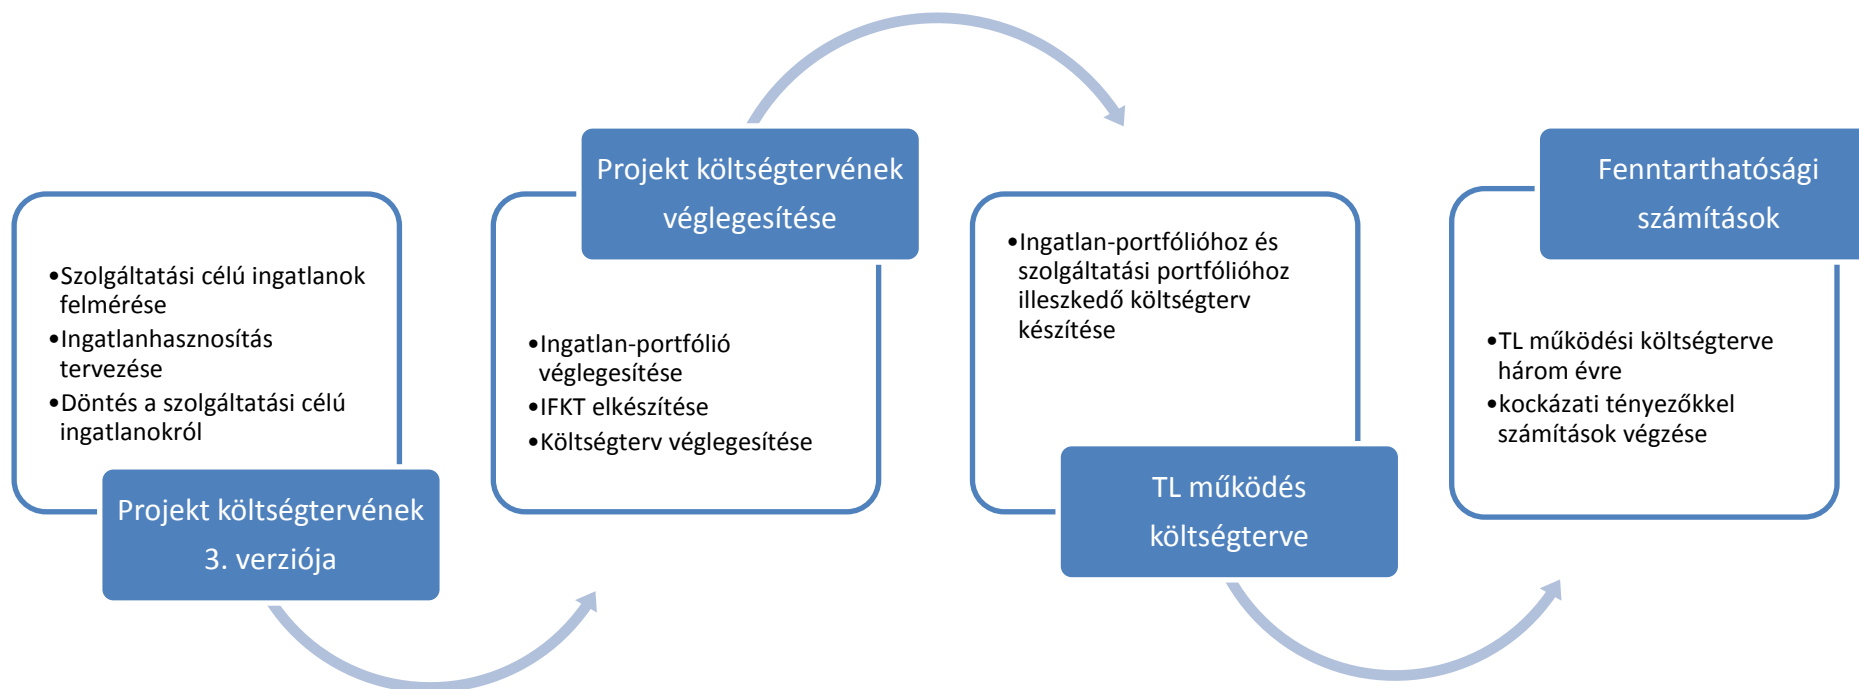 •Szolgáltatási célú ingatlanok
felmérése
•Ingatlanhasznosítás
tervezése
•Döntés a szolgáltatási célú
ingatlanokról
Projekt költségtervének
3. verziója
Projekt költségtervének
véglegesítése
•Ingatlan-portfólió
véglegesítése
•IFKT elkészítése
•Költségterv véglegesítése
•Ingatlan-portfólióhoz és
szolgáltatási portfólióhoz
illeszkedő költségterv
készítése
TL működés
költségterve
Fenntarthatósági
számítások
•TL működési költségterve
három évre
•kockázati tényezőkkel
számítások végzése